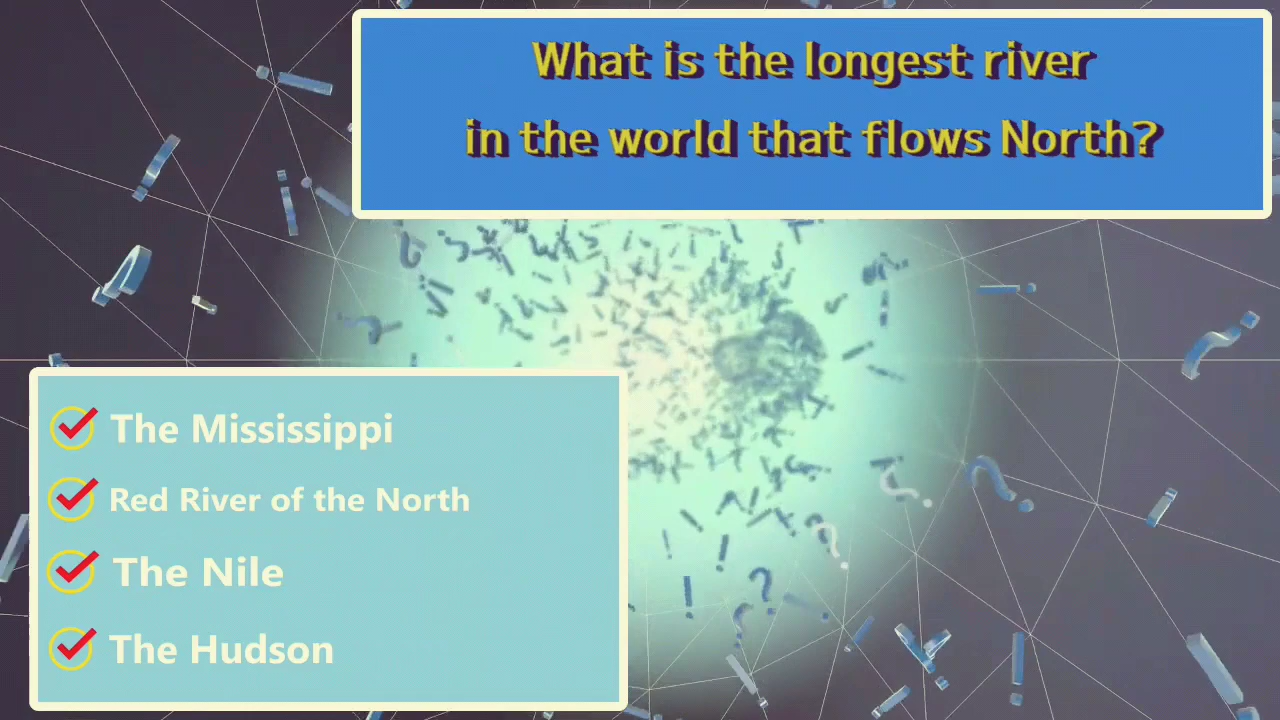 What is the longest river
in the world that flows North?
The Mississippi
Red River of the North
The Nile
The Hudson